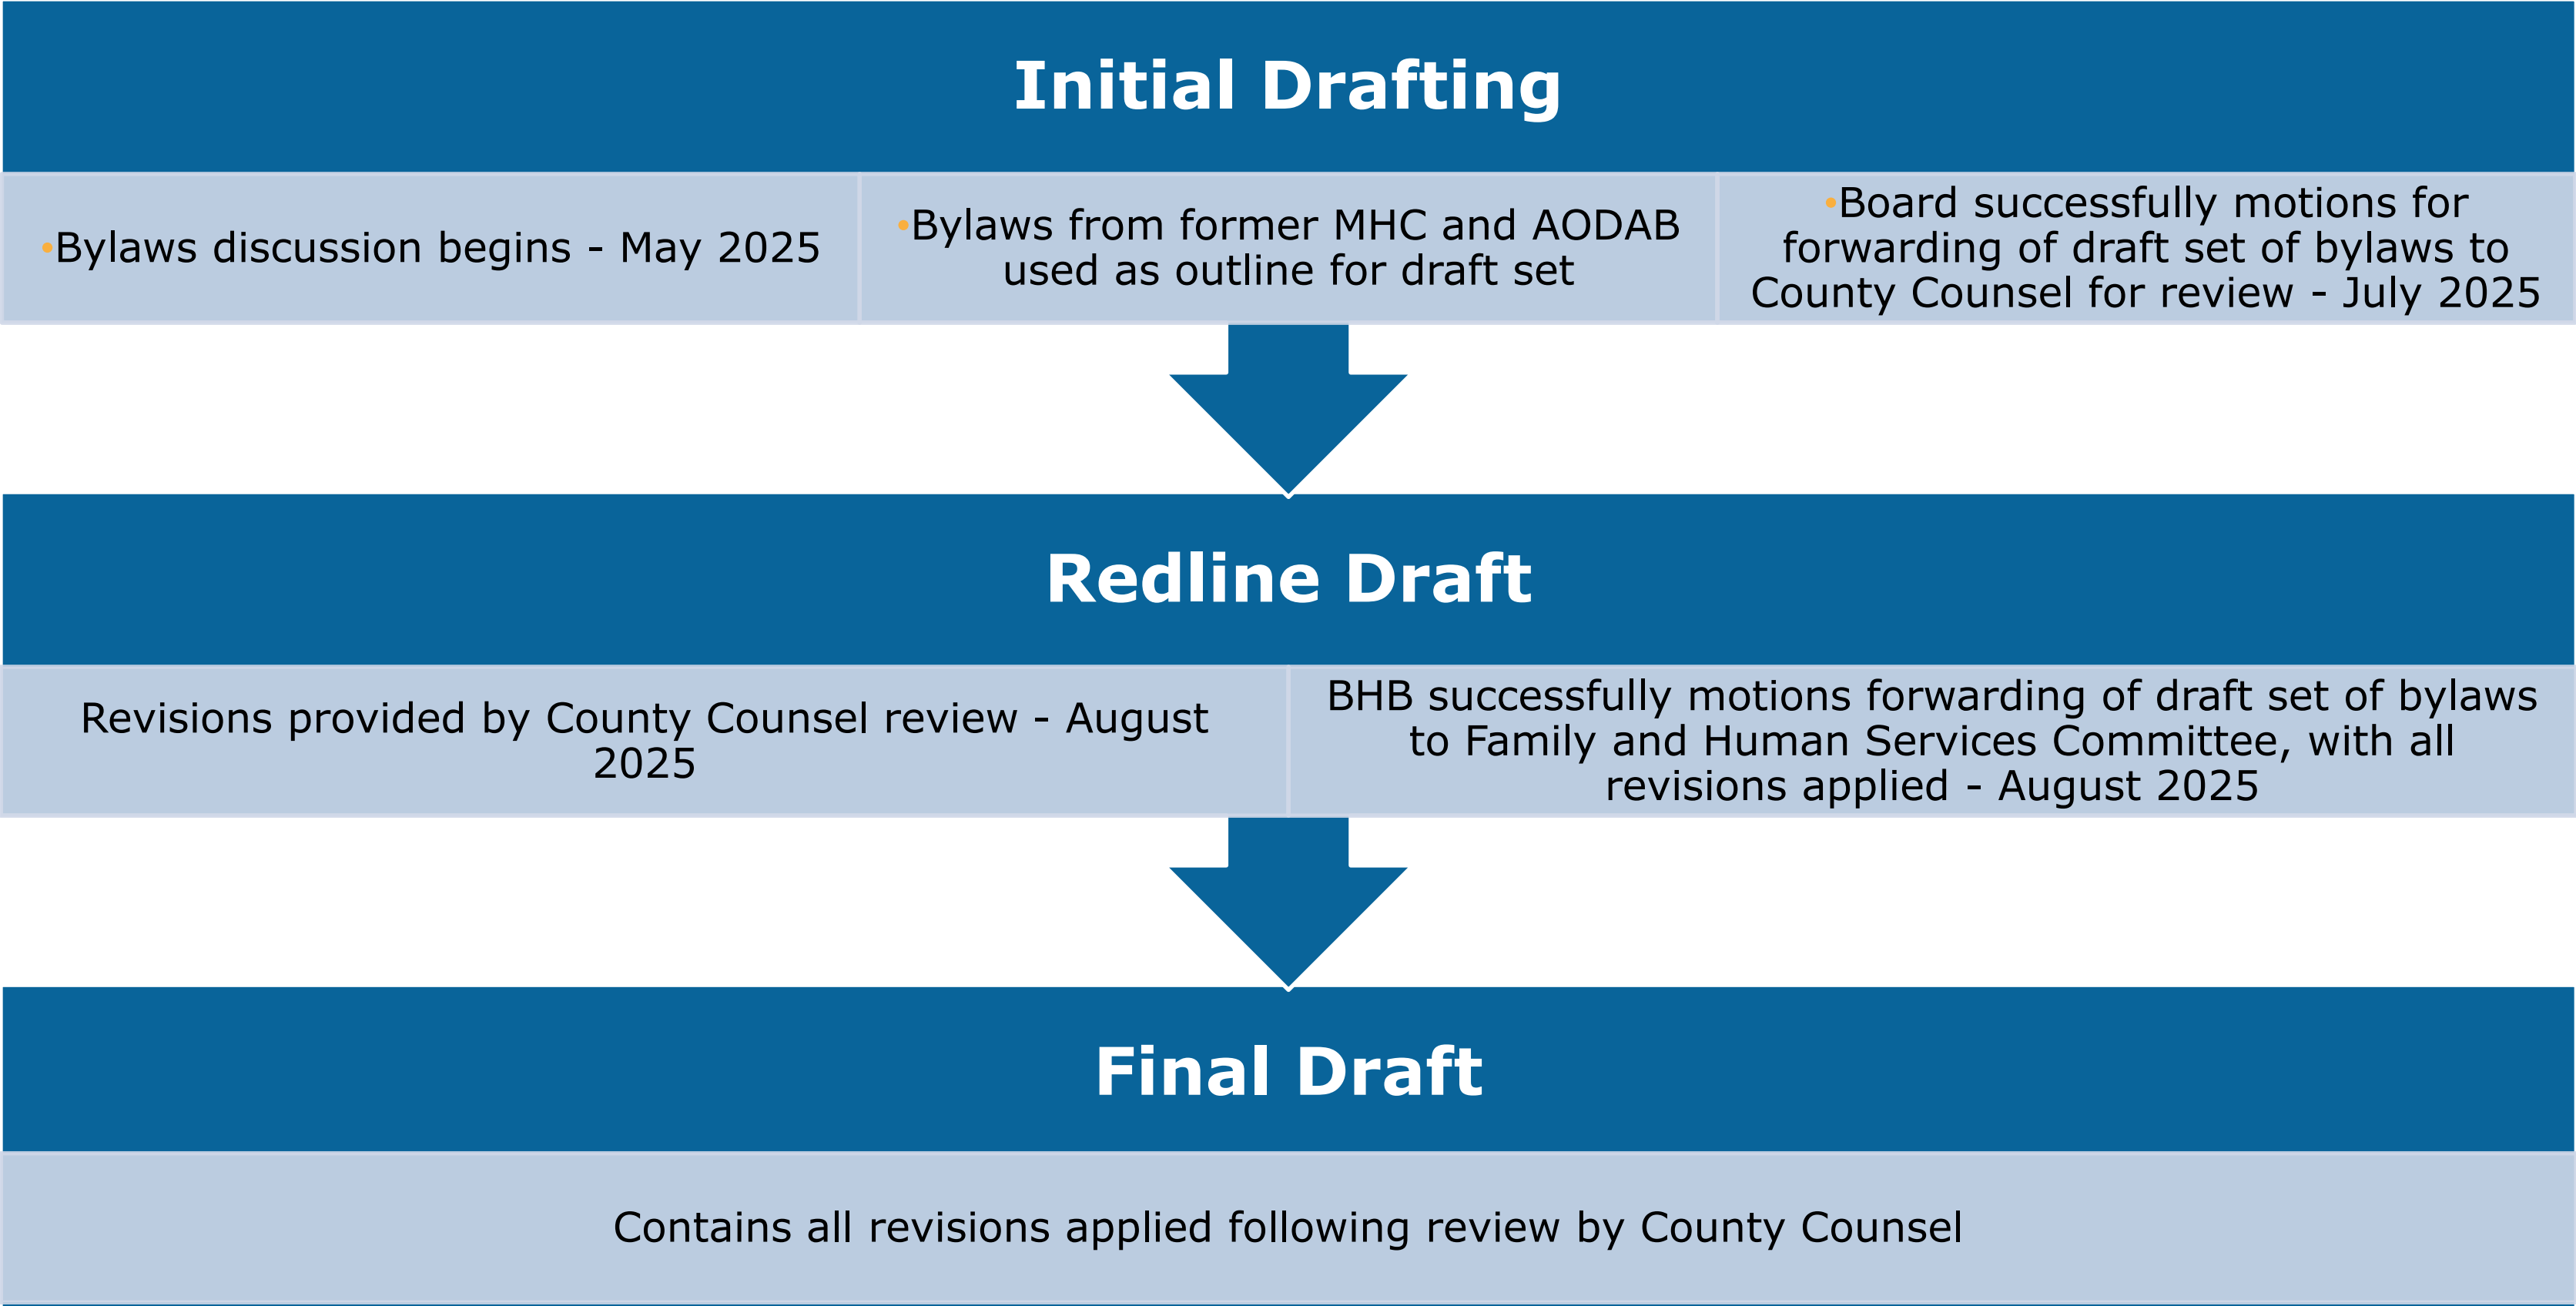 Initial Drafting
•Bylaws discussion begins - May 2025
•Bylaws from former MHC and AODAB
used as outline for draft set
•Board successfully motions for
forwarding of draft set of bylaws to
County Counsel for review - July 2025
Redline Draft
Revisions provided by County Counsel review - August
2025
BHB successfully motions forwarding of draft set of bylaws
to Family and Human Services Committee, with all
revisions applied - August 2025
Final Draft
Contains all revisions applied following review by County Counsel